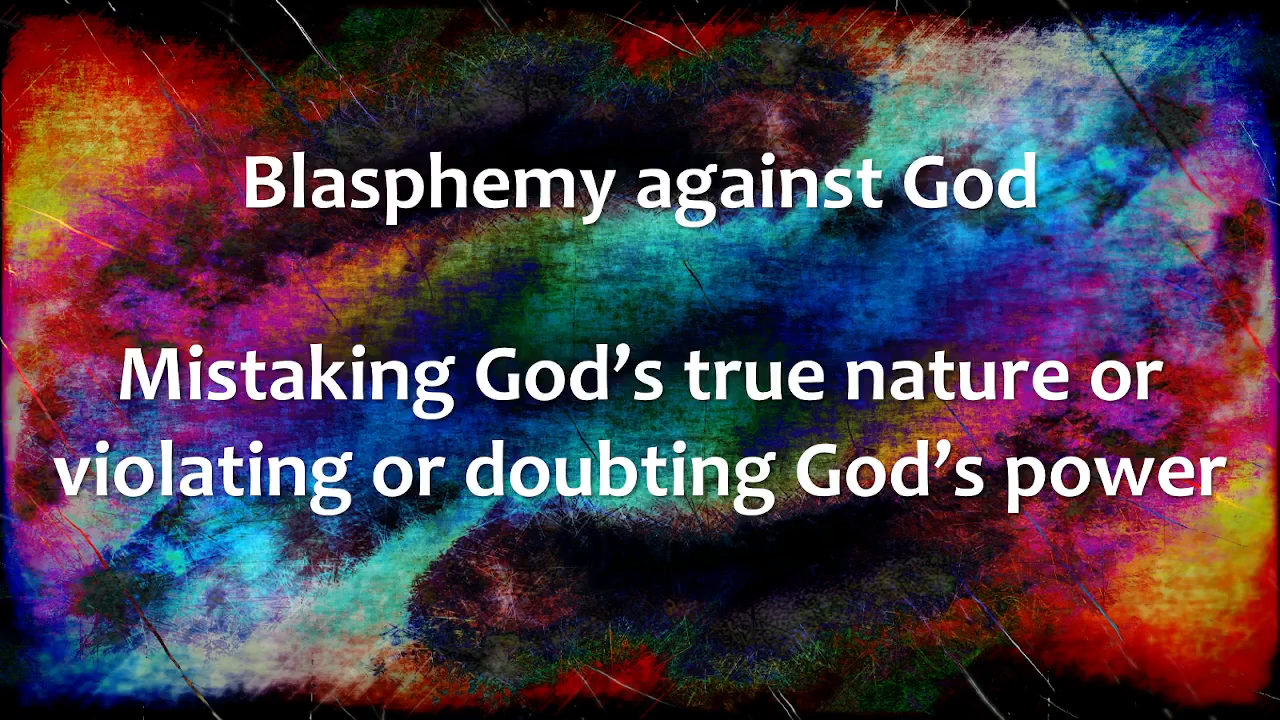 Blasphemy against God
Mistaking God’s true nature or
violating or doubting God’s power